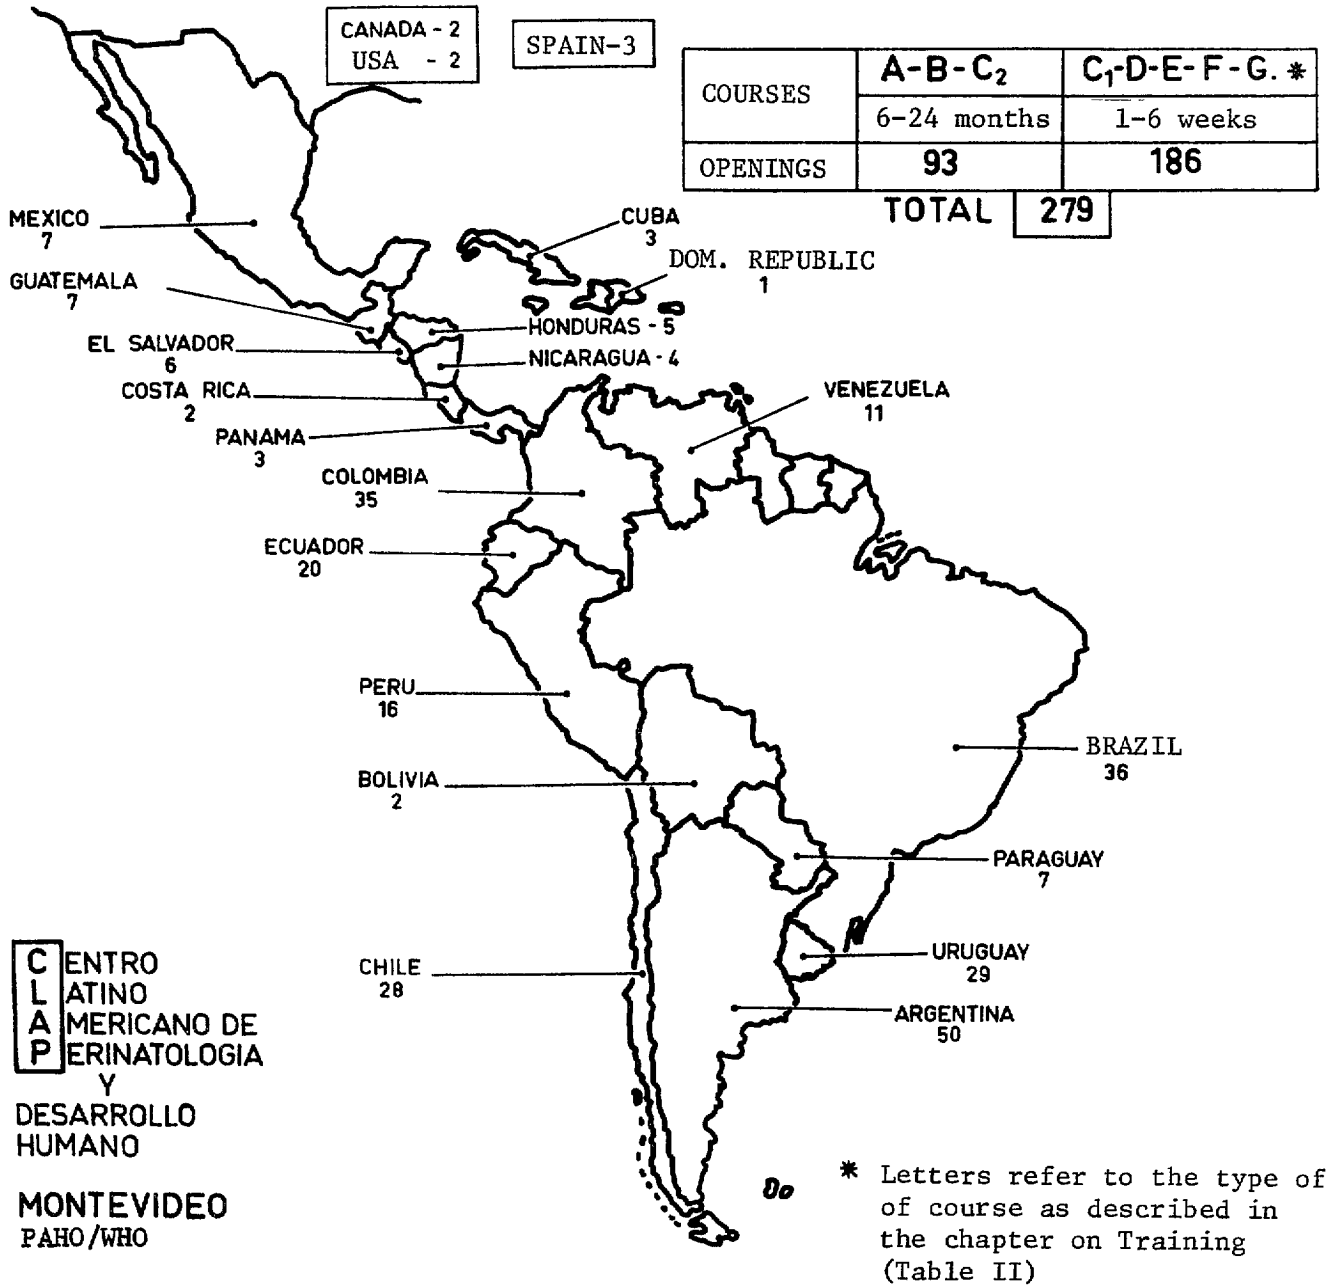 CANADA - 2
USA - 2
SPAIN-3
COURSES
A-B-C₂
C₁-D-E-F-G. *
6-24 months
1-6 weeks
OPENINGS
93
186
TOTAL 279
MEXICO
7
CUBA
3
DOM. REPUBLIC
1
GUATEMALA
7
HONDURAS - 5
EL SALVADOR
6
NICARAGUA - 4
COSTA RICA
2
VENEZUELA
11
PANAMA
3
COLOMBIA
35
ECUADOR
20
PERU
16
BRAZIL
36
BOLIVIA
2
PARAGUAY
7
URUGUAY
29
CHILE
28
ARGENTINA
50
CENTRO
LATINO
AMERICANO DE
PERINATOLOGIA
Y
DESARROLLO
HUMANO
MONTEVIDEO
PAHO/WHO
* Letters refer to the type of
of course as described in
the chapter on Training
(Table II)